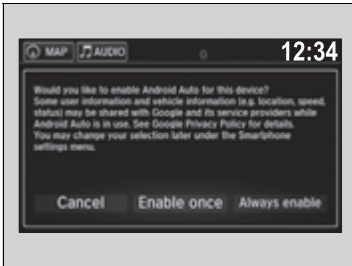 MAP AUDIO 0 12:34
Would you like to enable Android Auto for this
device?
Some user information and vehicle information (e.g. location, speed,
status) may be shared with Google and its service providers while
Android Auto is in use. See Google Privacy Policy for details.
You may change your selection later under the Smartphone
settings menu.
Cancel Enable once Always enable